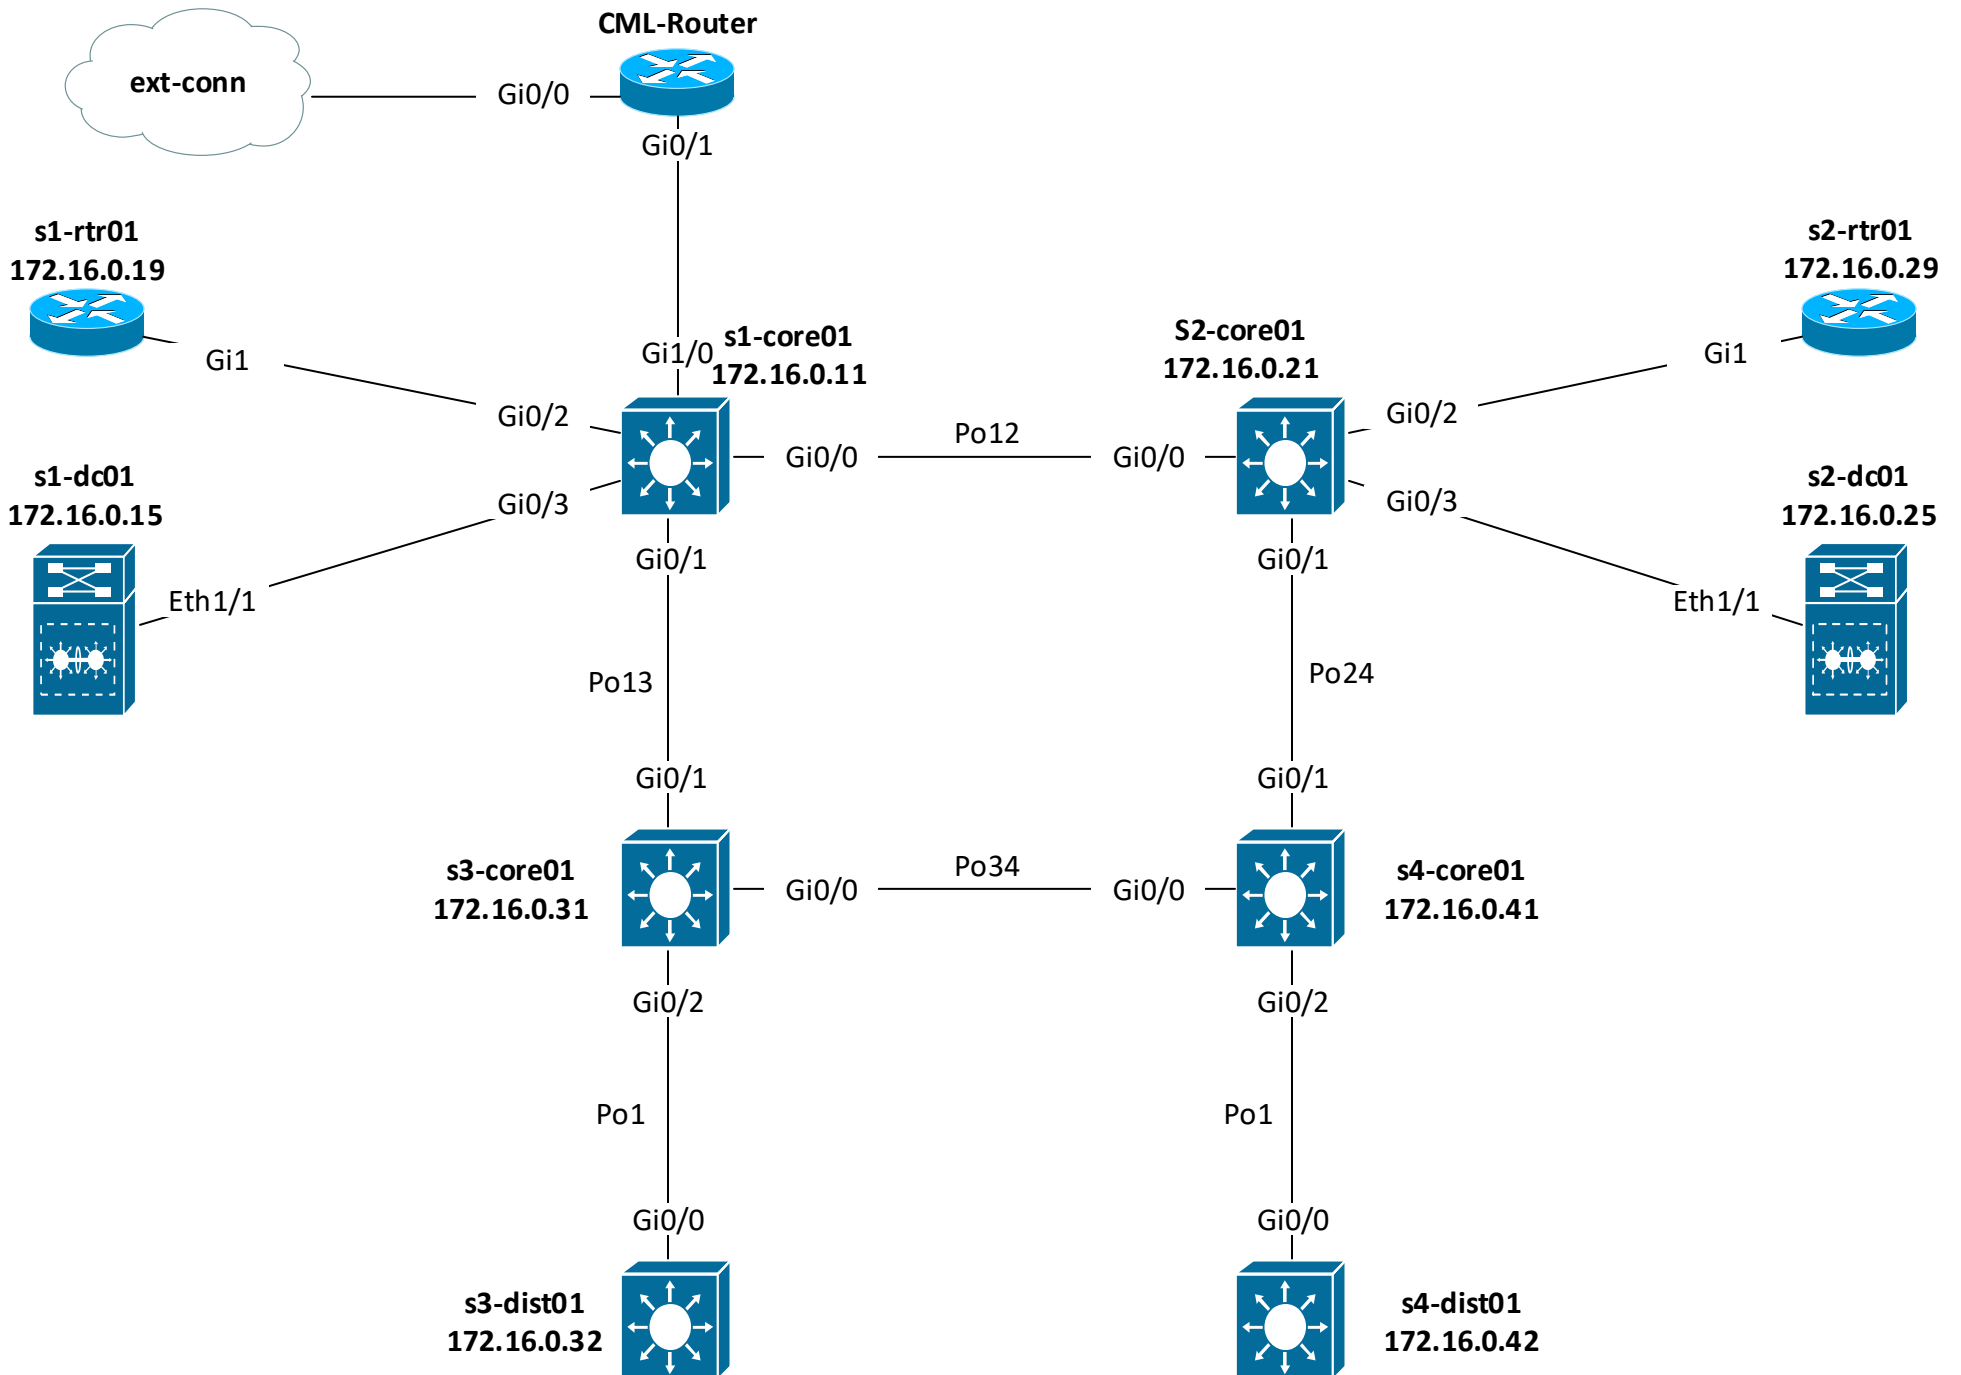 CML-Router
ext-conn
Gi0/0
Gi0/1
s1-rtr01
172.16.0.19
s2-rtr01
172.16.0.29
Gi1
Gi1/0
s1-core01
172.16.0.11
S2-core01
172.16.0.21
Gi1
Gi0/2
Gi0/2
Po12
Gi0/0
Gi0/0
s1-dc01
172.16.0.15
Gi0/3
Gi0/3
s2-dc01
172.16.0.25
Gi0/1
Gi0/1
Eth1/1
Eth1/1
Po13
Po24
Gi0/1
Gi0/1
s3-core01
172.16.0.31
Gi0/0
Po34
Gi0/0
s4-core01
172.16.0.41
Gi0/2
Gi0/2
Po1
Po1
Gi0/0
Gi0/0
s3-dist01
172.16.0.32
s4-dist01
172.16.0.42